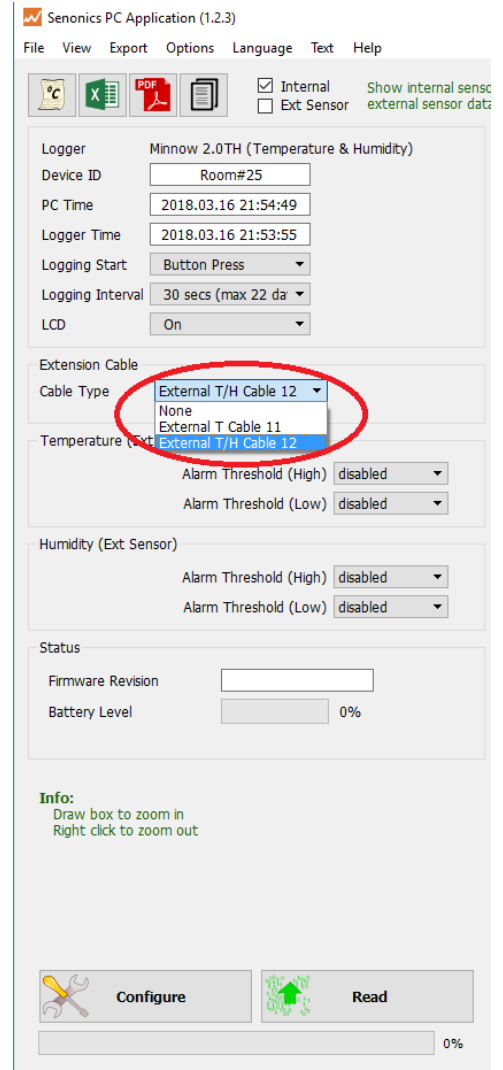 Senonics PC Application (1.2.3)
File View Export Options Language Text Help
°C PDF
Internal Show internal senso
Ext Sensor external sensor data
Logger Minnow 2.0TH (Temperature & Humidity)
Device ID Room#25
PC Time 2018.03.16 21:54:49
Logger Time 2018.03.16 21:53:55
Logging Start Button Press
Logging Interval 30 secs (max 22 da
LCD On
Extension Cable
Cable Type External T/H Cable 12
None
External T Cable 11
Temperature (Ext External T/H Cable 12
Alarm Threshold (High) disabled
Alarm Threshold (Low) disabled
Humidity (Ext Sensor)
Alarm Threshold (High) disabled
Alarm Threshold (Low) disabled
Status
Firmware Revision
Battery Level 0%
Info:
Draw box to zoom in
Right click to zoom out
Configure Read
0%